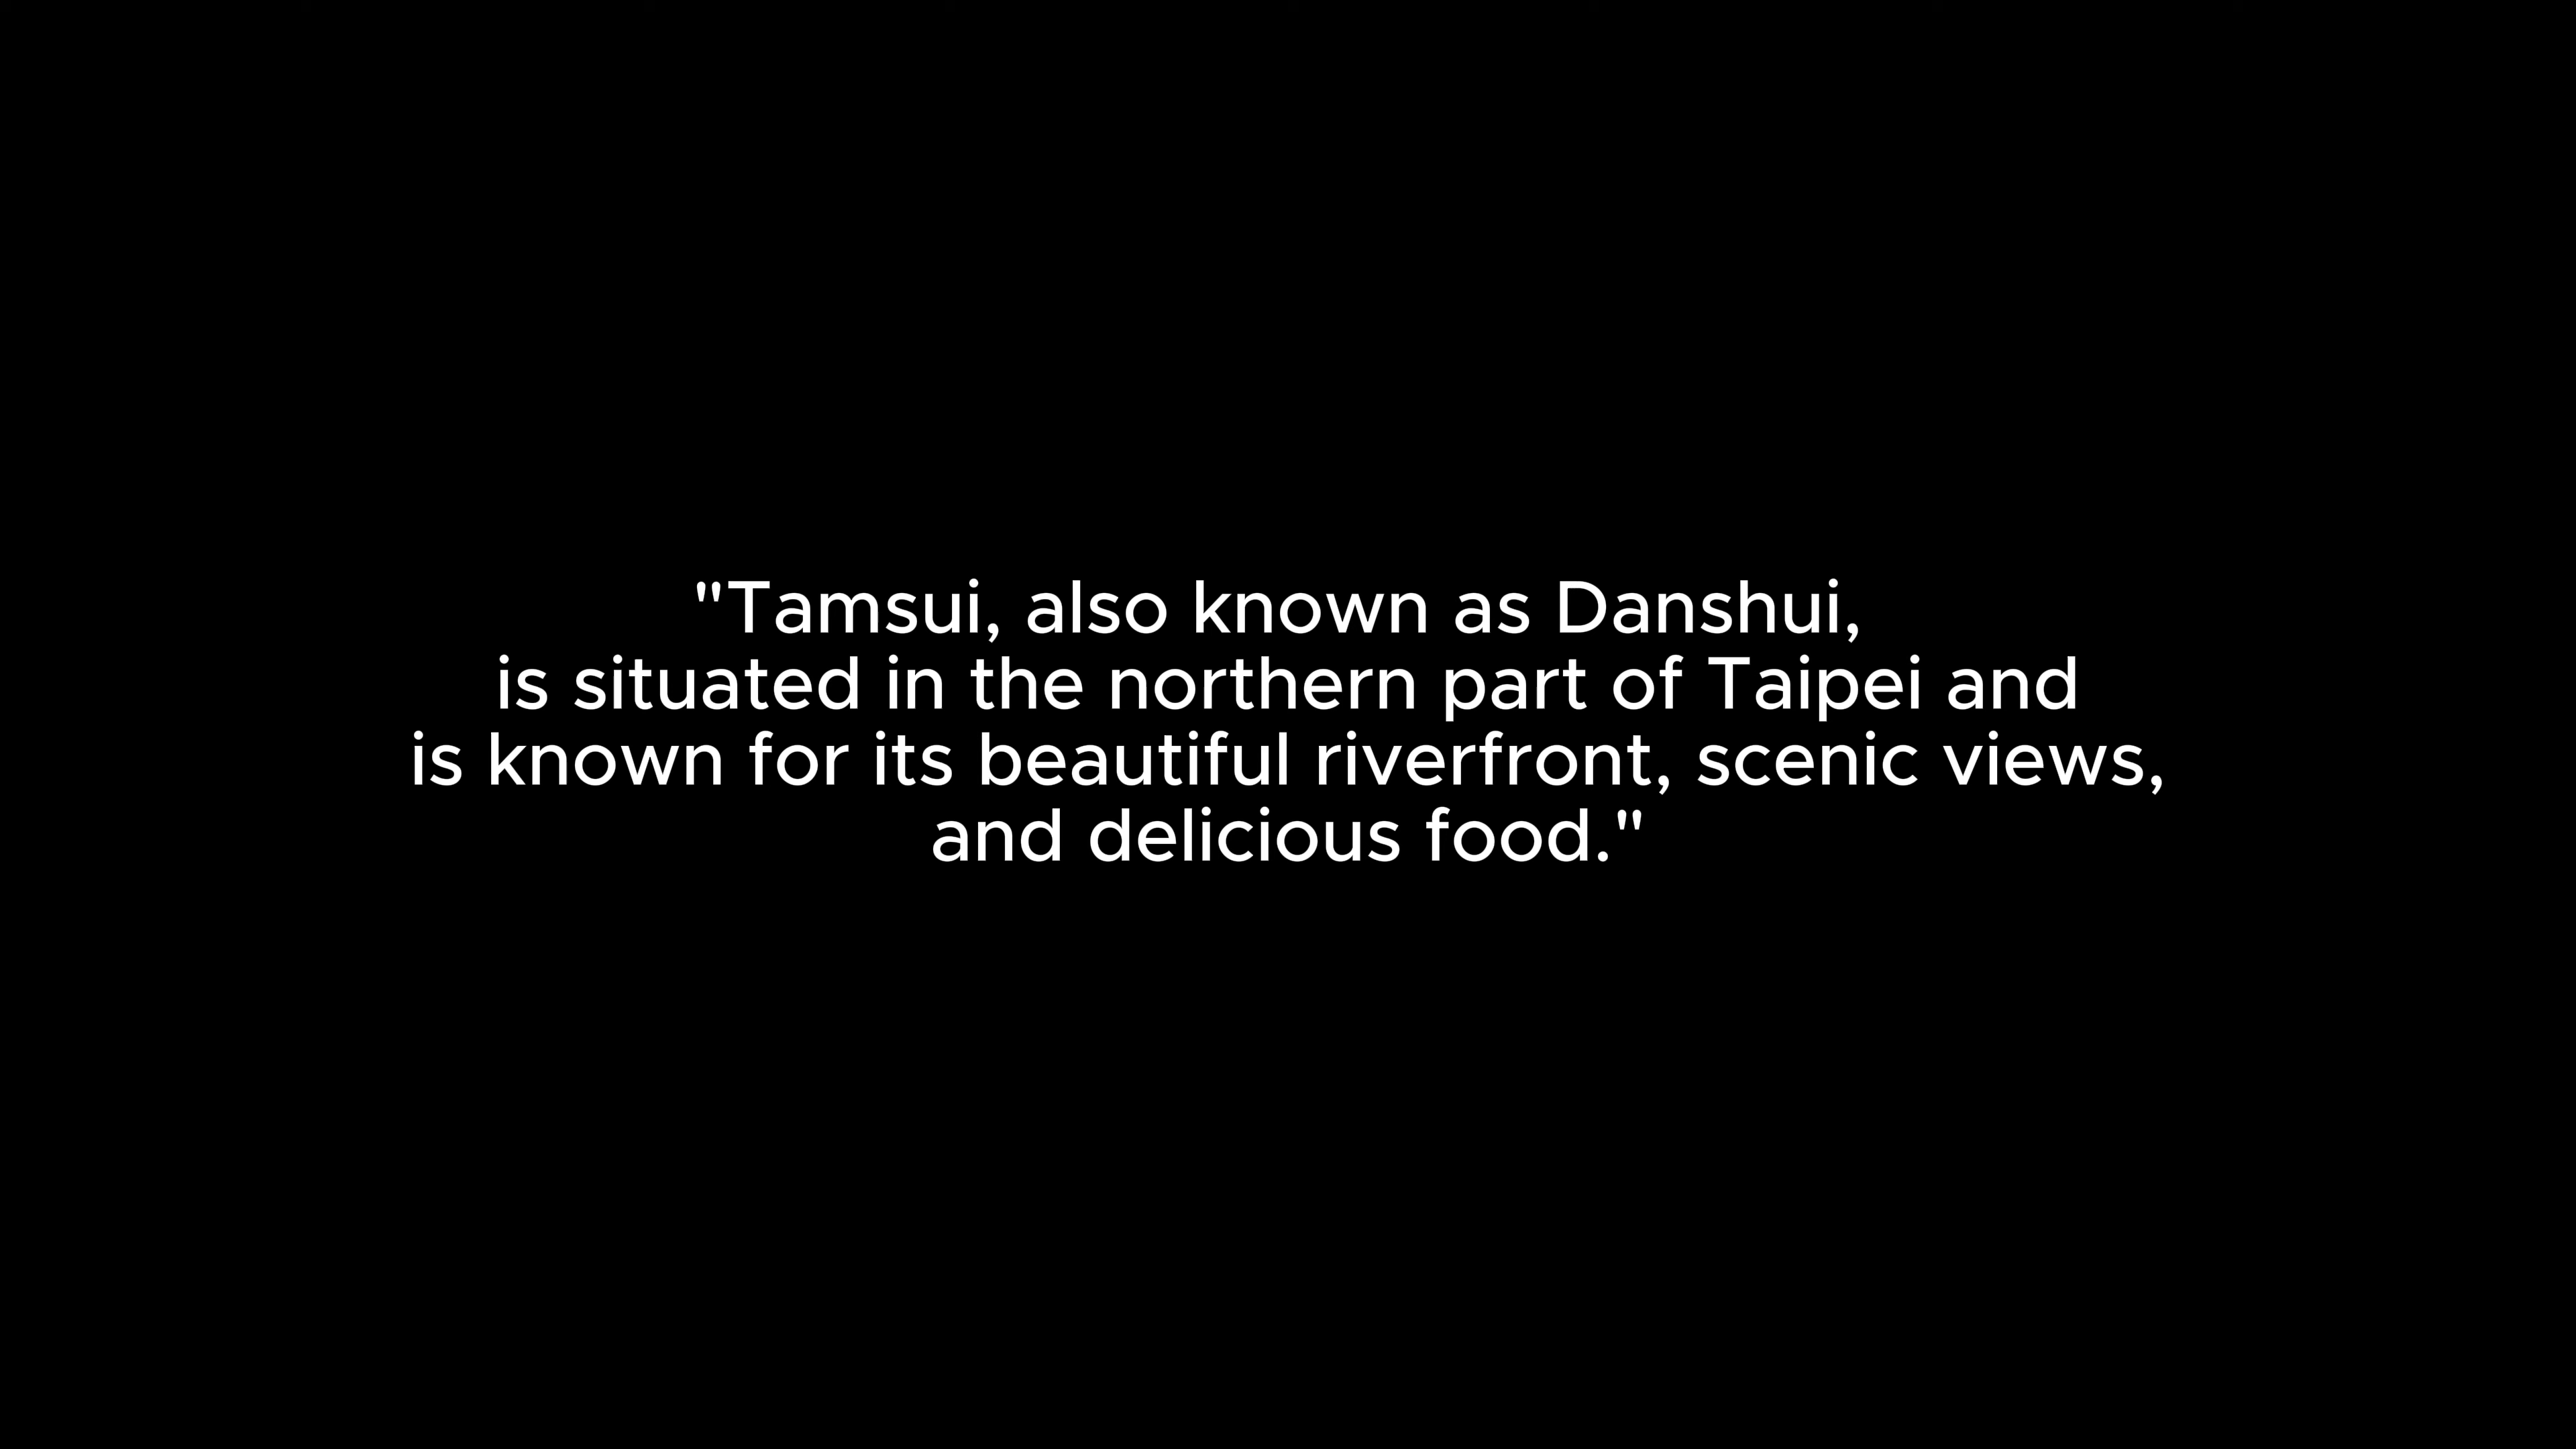 "Tamsui, also known as Danshui,
is situated in the northern part of Taipei and
is known for its beautiful riverfront, scenic views,
and delicious food."